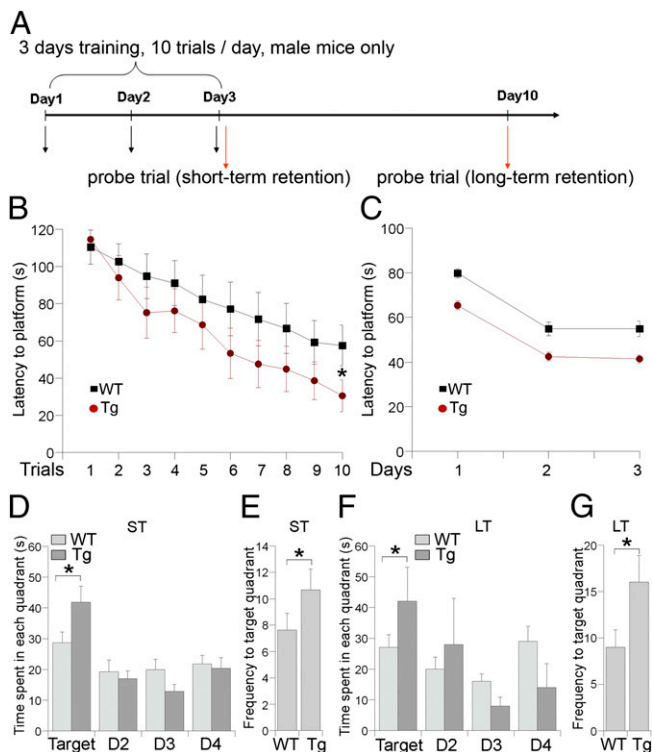 A
3 days training, 10 trials / day, male mice only
Day1 Day2 Day3 Day10
probe trial (short-term retention) probe trial (long-term retention)
B
Latency to platform (s)
120
100
80
60
40
20
0
*
WT
Tg
Trials 1 2 3 4 5 6 7 8 9 10
C
Latency to platform (s)
100
80
60
40
20
0
WT
Tg
Days 1 2 3
D
ST
WT
Tg
Time spent in each quadrant (s)
60
50
40
30
20
10
0
*
Target D2 D3 D4
E
ST
Frequency to target quadrant
14
12
10
8
6
4
2
0
*
WT Tg
F
LT
WT
Tg
Time spent in each quadrant (s)
60
50
40
30
20
10
0
*
Target D2 D3 D4
G
LT
Frequency to target quadrant
20
15
10
5
0
*
WT Tg